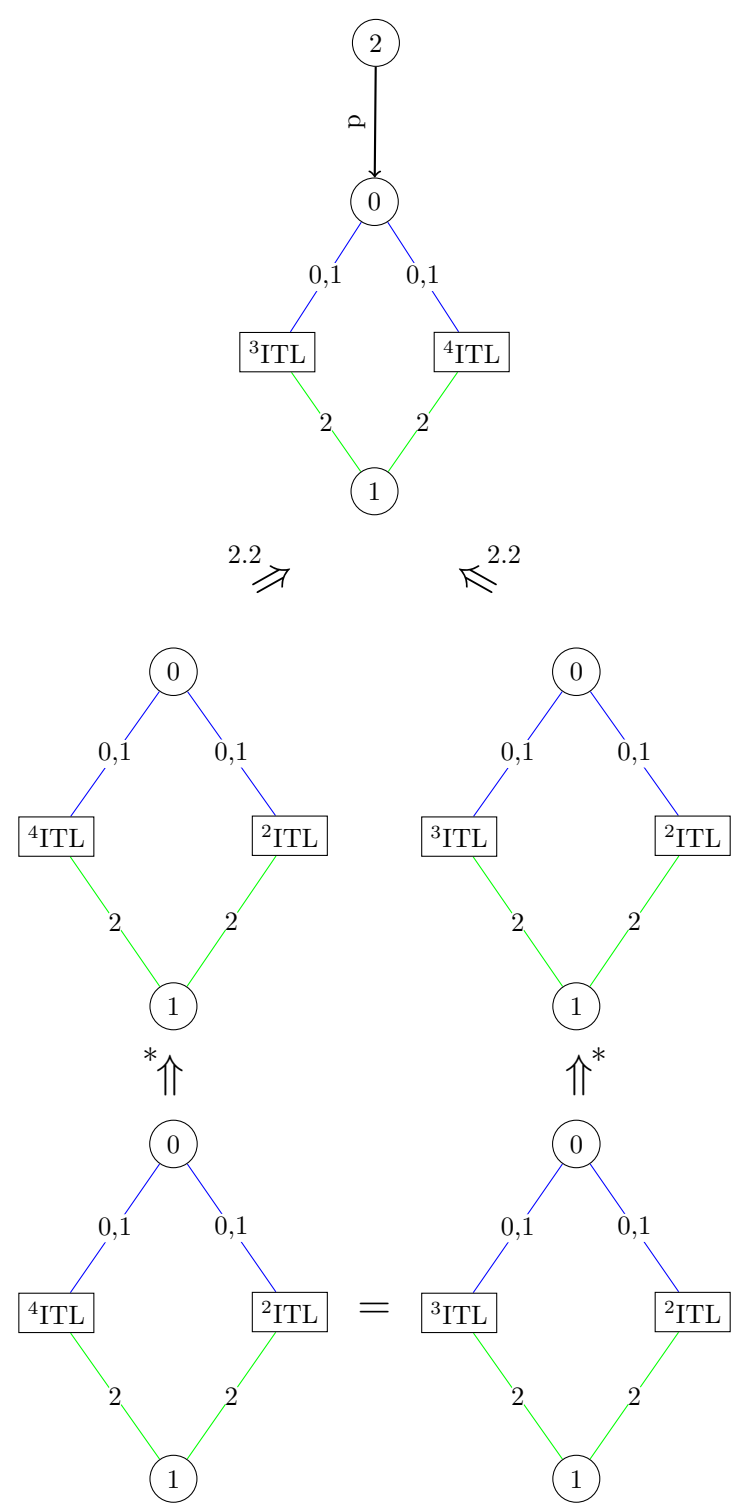 2
p
0
0,1 0,1
³ITL ⁴ITL
2 2
1
2.2 2.2
0 0
0,1 0,1 0,1 0,1
⁴ITL ²ITL ³ITL ²ITL
2 2 2 2
1 1
* *
0 0
0,1 0,1 0,1 0,1
⁴ITL ²ITL = ³ITL ²ITL
2 2 2 2
1 1